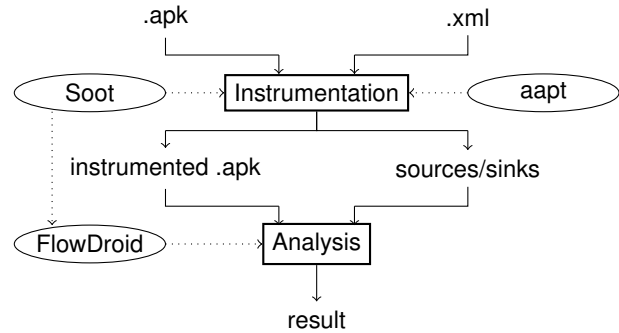 .apk
.xml
Soot
Instrumentation
aapt
instrumented .apk
sources/sinks
FlowDroid
Analysis
result